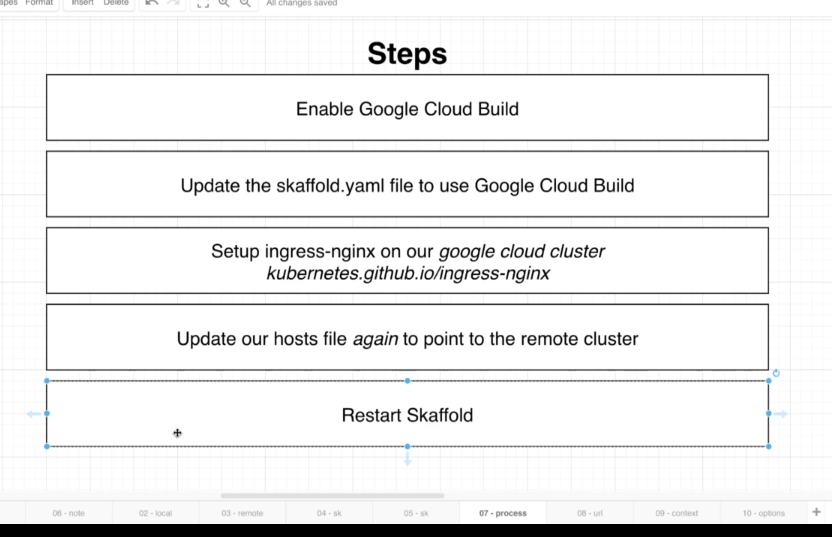 apes Format Insert Delete All changes saved
Steps
Enable Google Cloud Build
Update the skaffold.yaml file to use Google Cloud Build
Setup ingress-nginx on our google cloud cluster
kubernetes.github.io/ingress-nginx
Update our hosts file again to point to the remote cluster
Restart Skaffold
06 - note 02 - local 03 - remote 04 - sk 05 - sk 07 - process 08 - url 09 - context 10 - options +